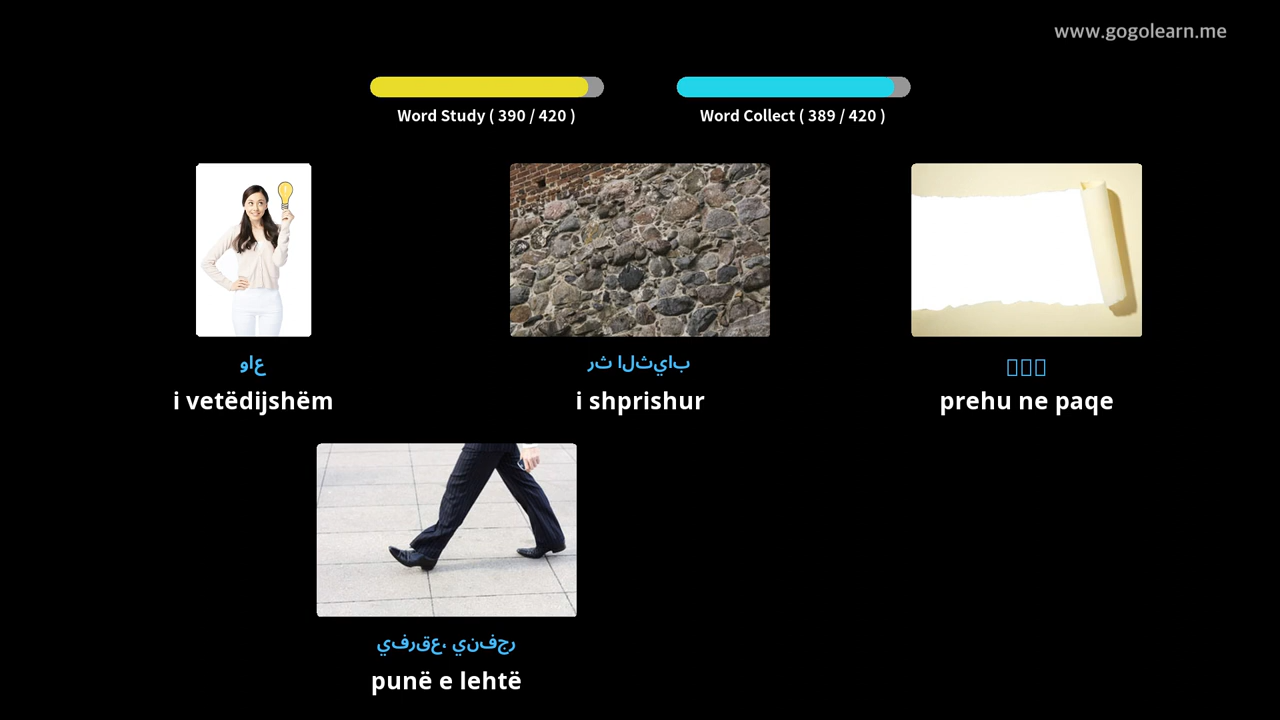 www.gogolearn.me
Word Study ( 390 / 420 )
Word Collect ( 389 / 420 )
واع
i vetëdijshëm
رث الثياب
i shprishur
prehu ne paqe
يفرقع، ينفجر
punë e lehtë